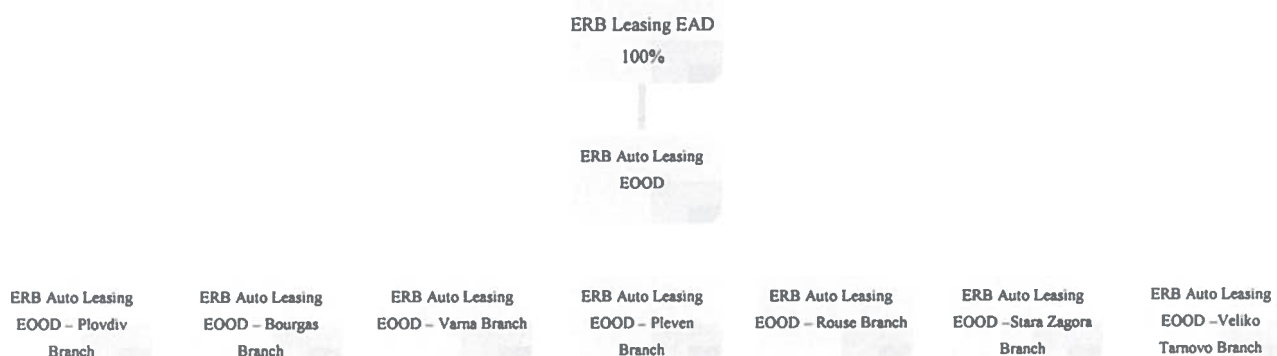 ERB Leasing EAD
100%
ERB Auto Leasing
EOOD
ERB Auto Leasing
EOOD – Plovdiv
Branch
ERB Auto Leasing
EOOD – Bourgas
Branch
ERB Auto Leasing
EOOD – Varna Branch
ERB Auto Leasing
EOOD – Pleven
Branch
ERB Auto Leasing
EOOD – Rouse Branch
ERB Auto Leasing
EOOD –Stara Zagora
Branch
ERB Auto Leasing
EOOD –Veliko
Tarnovo Branch